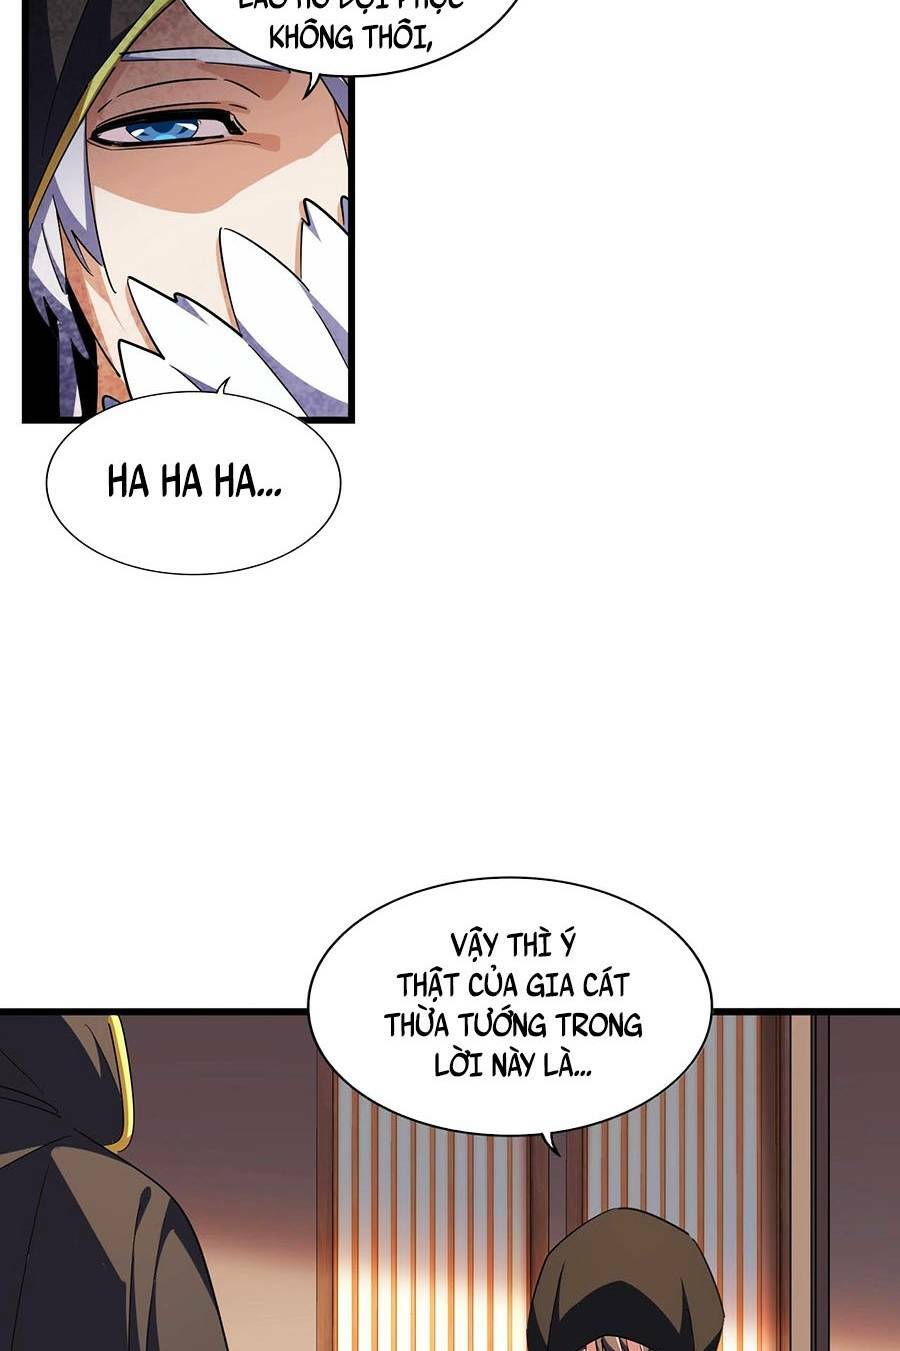 KHÔNG THÔI,
HA HA HA...
VẬY THÌ Ý
THẬT CỦA GIA CÁT
THỪA TƯỚNG TRONG
LỜI NÀY LÀ...